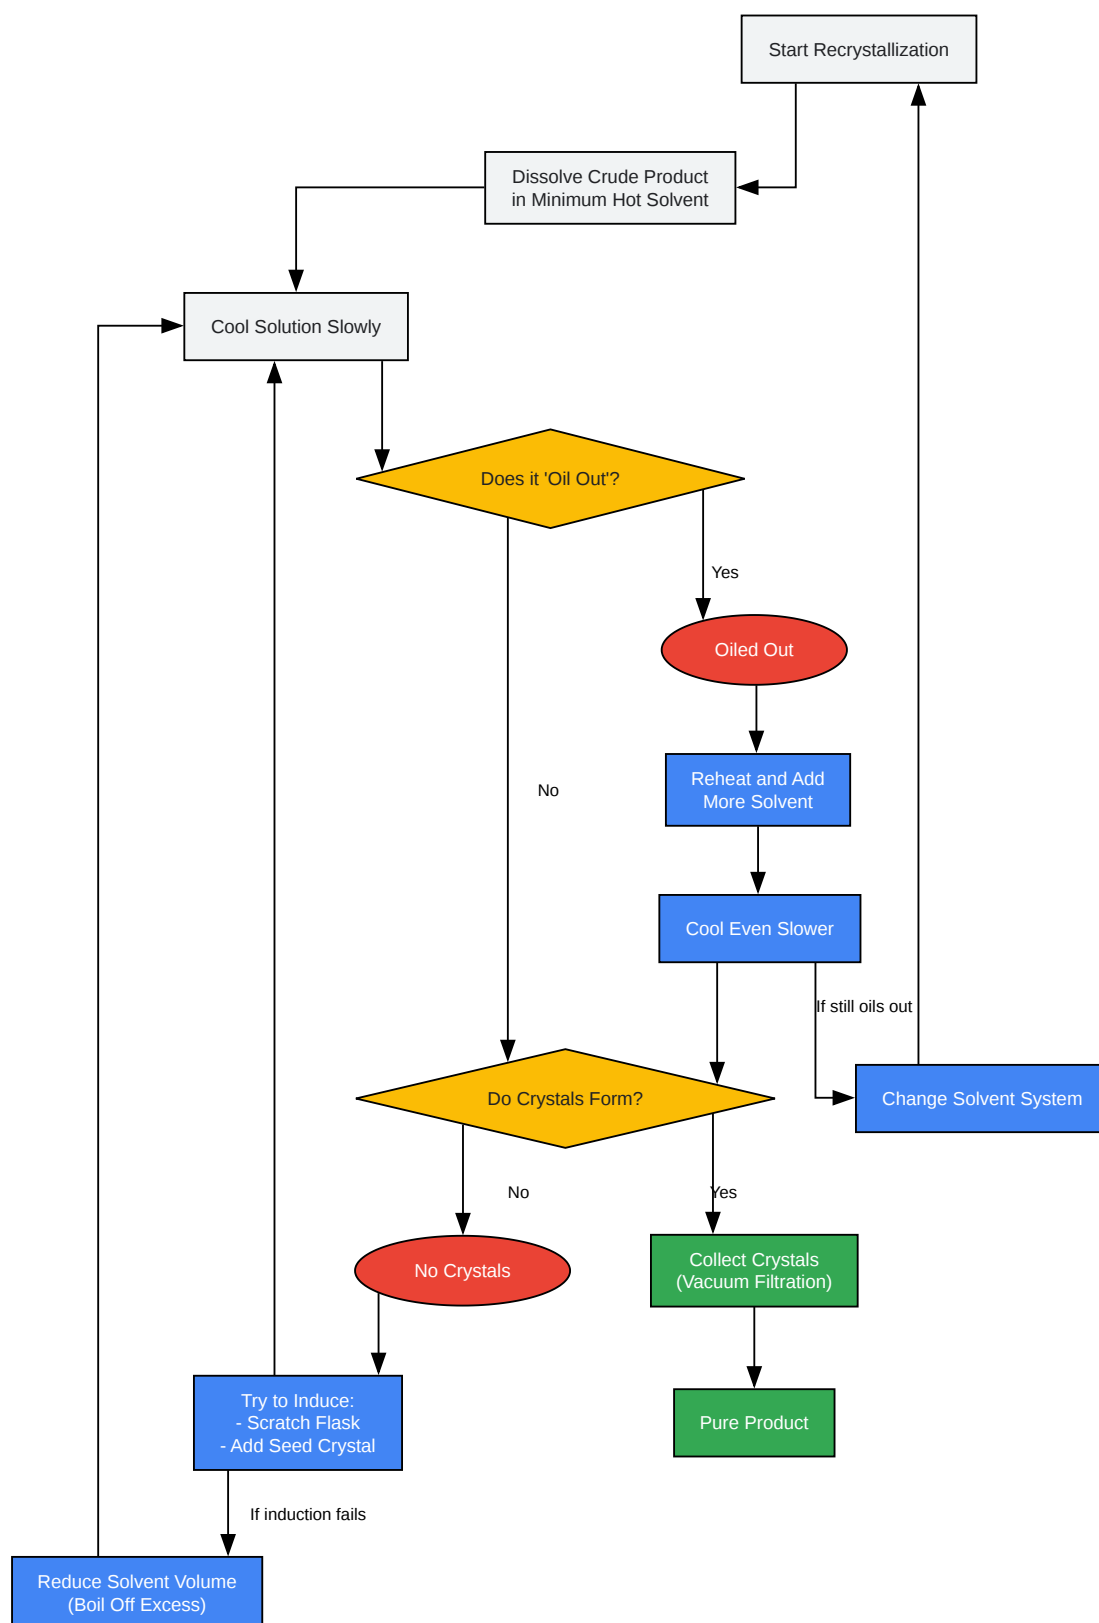 Start Recrystallization
Dissolve Crude Product
in Minimum Hot Solvent
Cool Solution Slowly
Does it 'Oil Out'?
Yes
Oiled Out
No
Reheat and Add
More Solvent
Cool Even Slower
If still oils out
Do Crystals Form?
Change Solvent System
No
Yes
No Crystals
Collect Crystals
(Vacuum Filtration)
Try to Induce:
- Scratch Flask
- Add Seed Crystal
Pure Product
If induction fails
Reduce Solvent Volume
(Boil Off Excess)